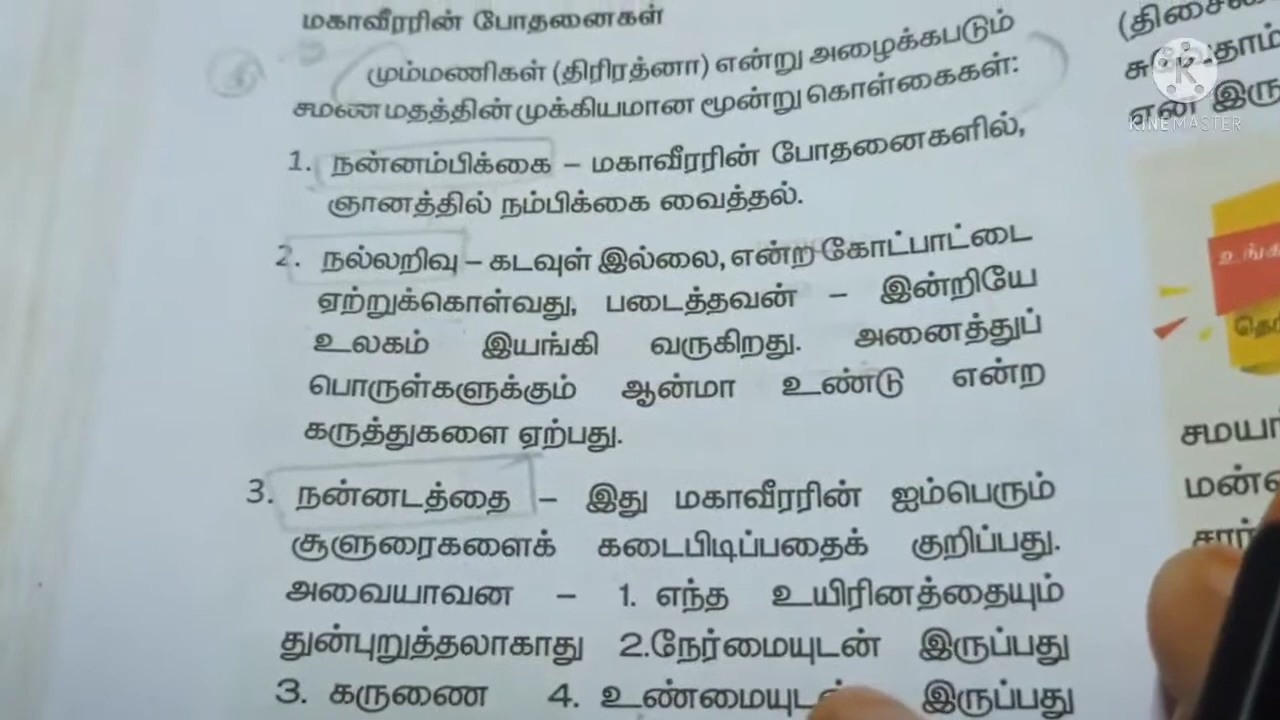 மகாவீரரின் போதனைகள்
மும்மணிகள் (திரிரத்னா) என்று அழைக்கபடும்
சமண மதத்தின் முக்கியமான மூன்று கொள்கைகள்:
1. நன்னம்பிக்கை – மகாவீரரின் போதனைகளில்,
ஞானத்தில் நம்பிக்கை வைத்தல்.
2. நல்லறிவு – கடவுள் இல்லை, என்ற கோட்பாட்டை
ஏற்றுக்கொள்வது, படைத்தவன் – இன்றியே
உலகம் இயங்கி வருகிறது. அனைத்துப்
பொருள்களுக்கும் ஆன்மா உண்டு என்ற
கருத்துகளை ஏற்பது.
3. நன்னடத்தை – இது மகாவீரரின் ஐம்பெரும்
சூளுரைகளைக் கடைபிடிப்பதைக் குறிப்பது.
அவையாவன – 1. எந்த உயிரினத்தையும்
துன்புறுத்தலாகாது 2.நேர்மையுடன் இருப்பது
3. கருணை 4. உண்மையுடன் இருப்பது
என இரு
K
KINEMASTER